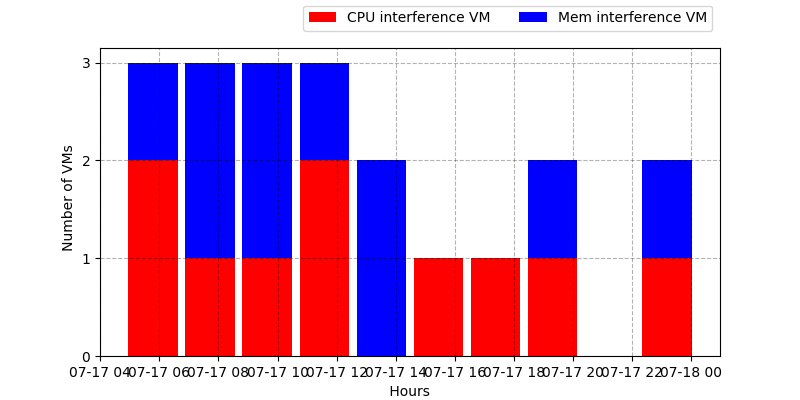 CPU interference VM Mem interference VM
3
2
1
0
Number of VMs
07-17 04 07-17 06 07-17 08 07-17 10 07-17 12 07-17 14 07-17 16 07-17 18 07-17 20 07-17 22 07-18 00
Hours